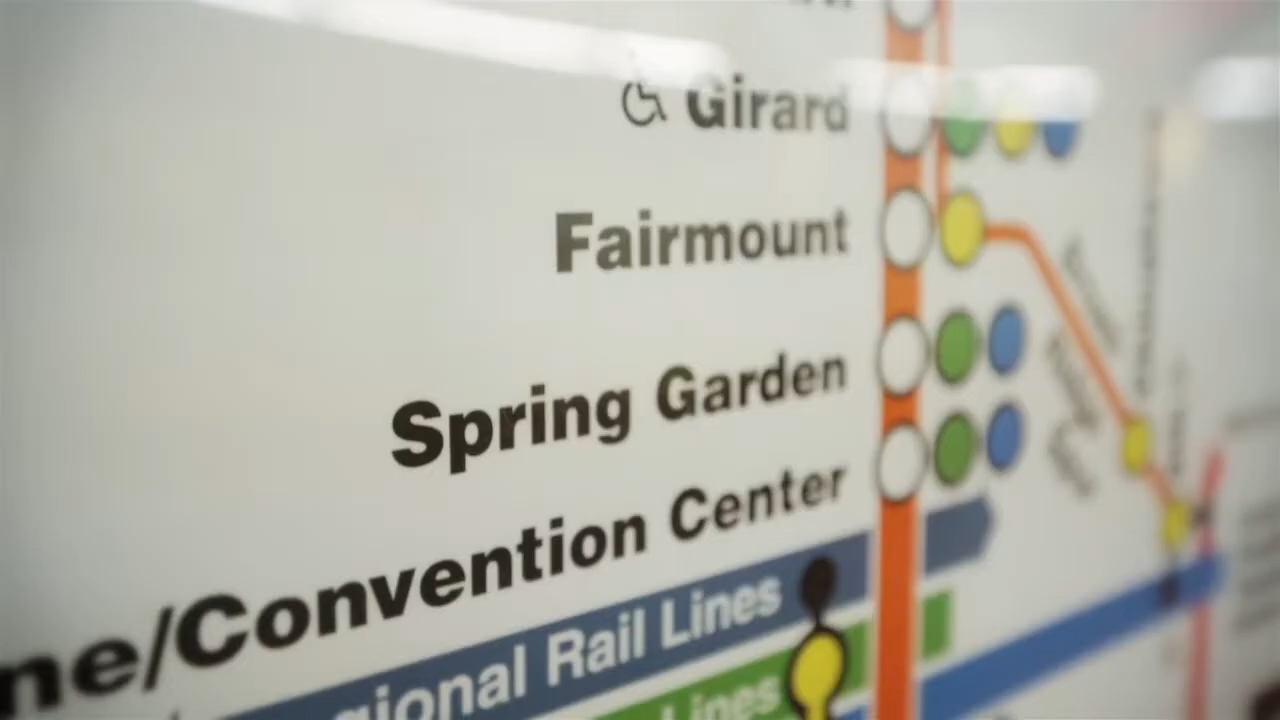 Girard
Fairmount
Spring Garden
ne/Convention Center
gional Rail Lines
Lines